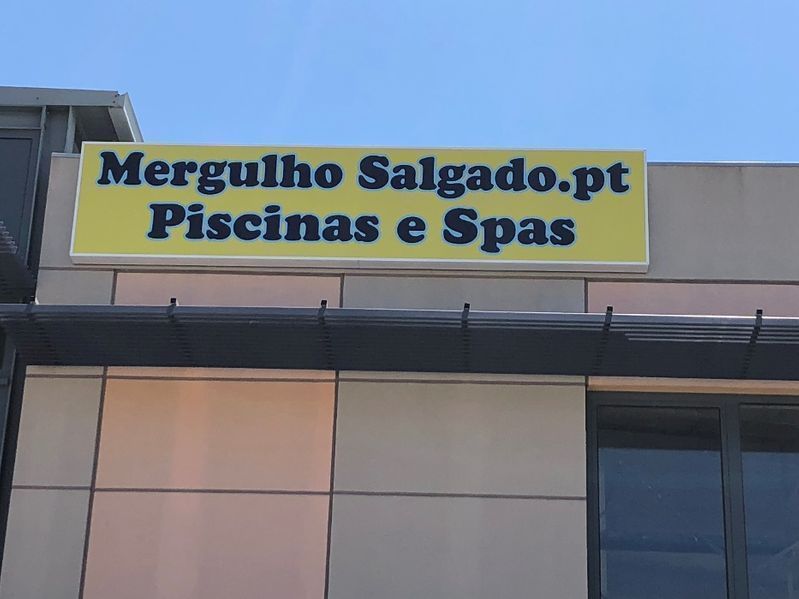 Mergulho Salgado.pt
Piscinas e Spas